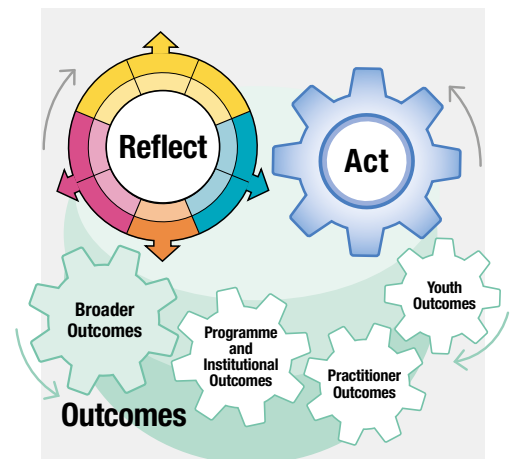 Reflect
Act
Broader
Outcomes
Programme
and
Institutional
Outcomes
Practitioner
Outcomes
Youth
Outcomes
Outcomes